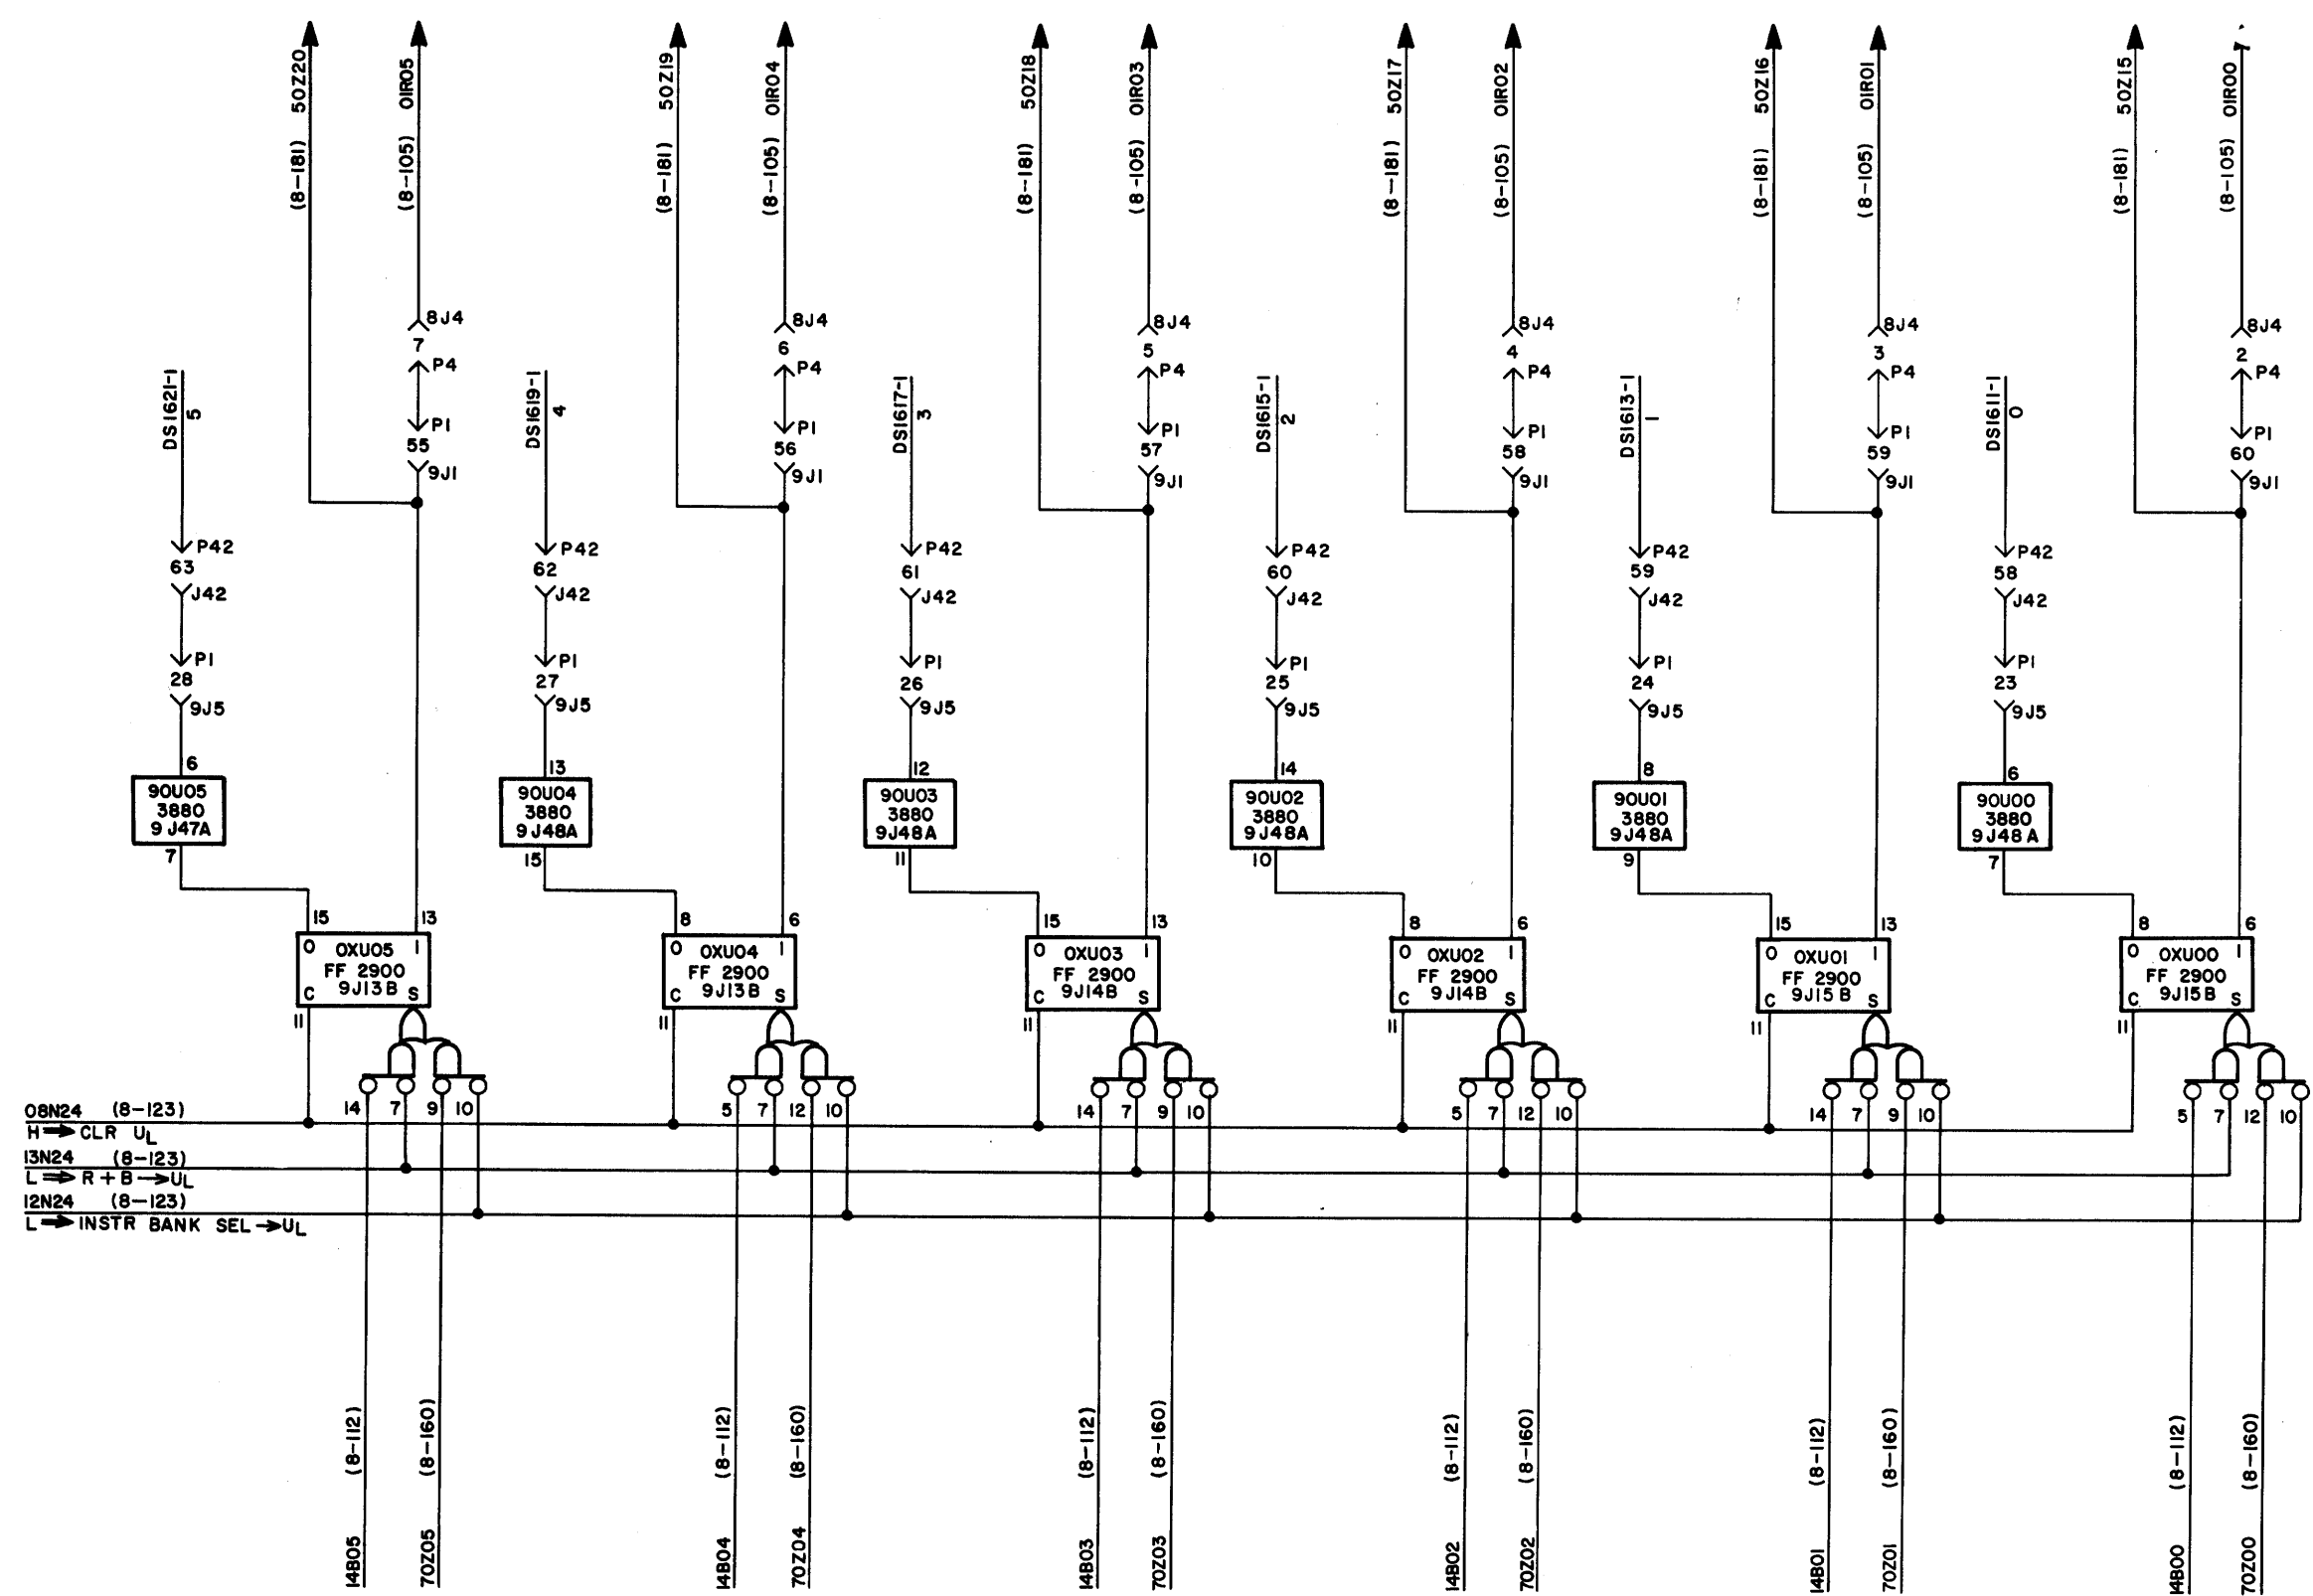 50Z20 01R05 50Z19 01R04 50Z18 01R03 50Z17 01R02 50Z16 01R01 50Z15 01R00
(8-181) (8-105) (8-181) (8-105) (8-181) (8-105) (8-181) (8-105) (8-181) (8-105) (8-181) (8-105)
8J4 8J4 8J4 8J4 8J4 8J4
7 6 5 4 3 2
P4 P4 P4 P4 P4 P4
DS1621-1 DS1619-1 DS1617-1 DS1615-1 DS1613-1 DS1611-1
5 4 3 2 1 0
P1 P1 P1 P1 P1 P1
55 56 57 58 59 60
9J1 9J1 9J1 9J1 9J1 9J1
P42 P42 P42 P42 P42 P42
63 62 61 60 59 58
J42 J42 J42 J42 J42 J42
P1 P1 P1 P1 P1 P1
28 27 26 25 24 23
9J5 9J5 9J5 9J5 9J5 9J5
6 13 12 14 8 6
90U05 90U04 90U03 90U02 90U01 90U00
3880 3880 3880 3880 3880 3880
9J47A 9J48A 9J48A 9J48A 9J48A 9J48A
7 15 11 10 9 7
15 13 8 6 15 13 8 6 15 13 8 6
0 0XU05 1 0 0XU04 1 0 0XU03 1 0 0XU02 1 0 0XU01 1 0 0XU00 1
FF 2900 FF 2900 FF 2900 FF 2900 FF 2900 FF 2900
C 9J13B S C 9J13B S C 9J14B S C 9J14B S C 9J15B S C 9J15B S
11 11 11 11 11 11
14 7 9 10 5 7 12 10 14 7 9 10 5 7 12 10 14 7 9 10 5 7 12 10
08N24 (8-123)
H⇒CLR UL
13N24 (8-123)
L⇒R+B→UL
12N24 (8-123)
L⇒INSTR BANK SEL→UL
(8-112) (8-160) (8-112) (8-160) (8-112) (8-160) (8-112) (8-160) (8-112) (8-160) (8-112) (8-160)
14B05 70Z05 14B04 70Z04 14B03 70Z03 14B02 70Z02 14B01 70Z01 14B00 70Z00